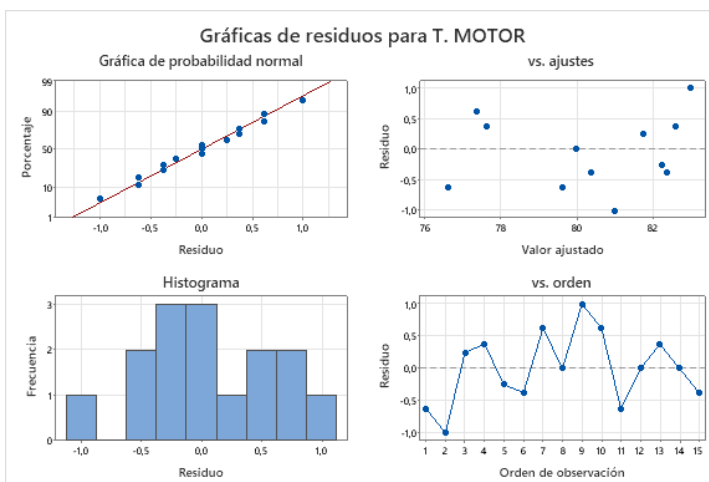 Gráficas de residuos para T. MOTOR
Gráfica de probabilidad normal
99
90
50
10
1
Porcentaje
-1,0 -0,5 0,0 0,5 1,0
Residuo
vs. ajustes
1,0
0,5
0,0
-0,5
-1,0
Residuo
76 78 80 82
Valor ajustado
Histograma
3
2
1
0
Frecuencia
-1,0 -0,5 0,0 0,5 1,0
Residuo
vs. orden
1,0
0,5
0,0
-0,5
-1,0
Residuo
1 2 3 4 5 6 7 8 9 10 11 12 13 14 15
Orden de observación